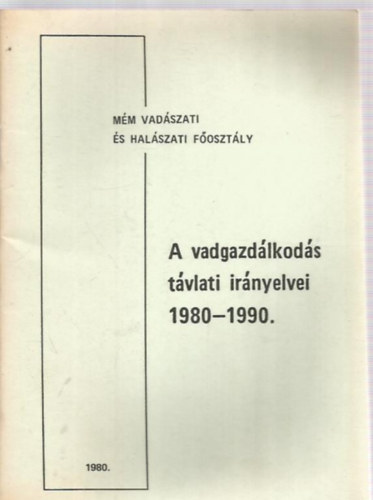 MÉM VADÁSZATI
ÉS HALÁSZATI FŐOSZTÁLY
A vadgazdálkodás
távlati irányelvei
1980–1990.
1980.